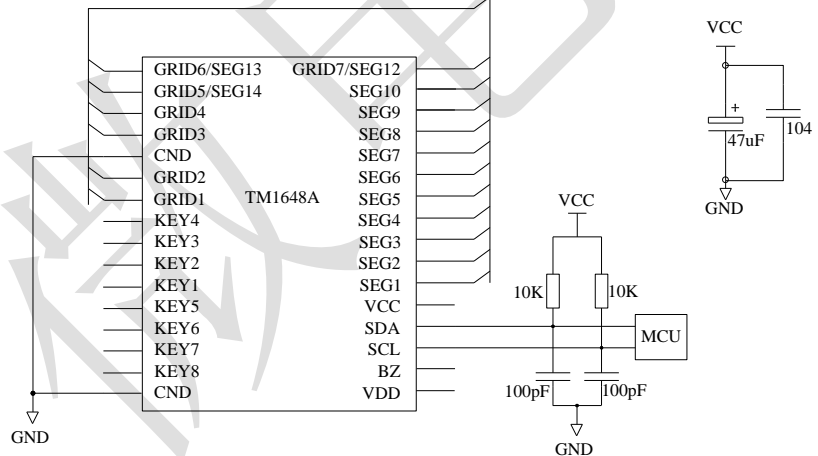 GRID6/SEG13 GRID7/SEG12
GRID5/SEG14 SEG10
GRID4 SEG9
GRID3 SEG8
CND SEG7
GRID2 SEG6
GRID1 TM1648A SEG5
KEY4 SEG4
KEY3 SEG3
KEY2 SEG2
KEY1 SEG1
KEY5 VCC
KEY6 SDA
KEY7 SCL
KEY8 BZ
CND VDD
GND
VCC
10K 10K
MCU
100pF 100pF
GND
VCC
+
47uF 104
GND